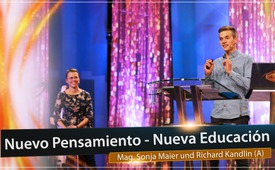 Nuevo Pensamiento - Nueva Educación
Mag. Sonja Maier und Richard Kandlin (A)